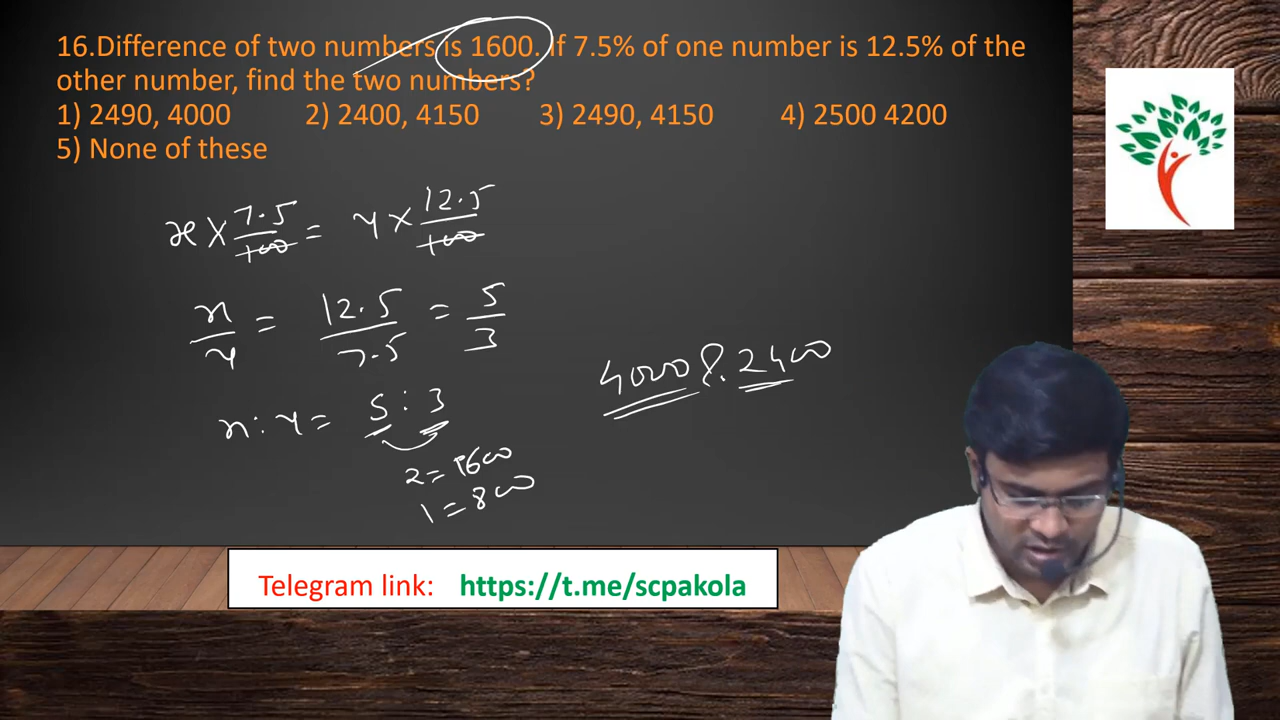 16.Difference of two numbers is 1600. If 7.5% of one number is 12.5% of the
other number, find the two numbers?
1) 2490, 4000 2) 2400, 4150 3) 2490, 4150 4) 2500 4200
5) None of these
x × 7.5/100 = y × 12.5/100
x/y = 12.5/7.5 = 5/3
4000 & 2400
x : y = 5 : 3
2 = 1600
1 = 800
Telegram link: https://t.me/scpakola